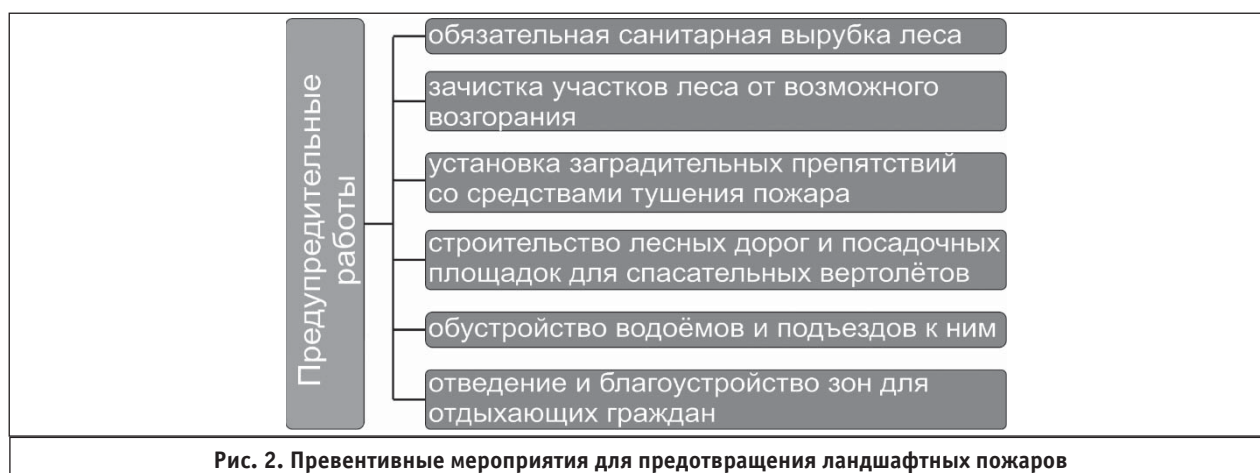 Предупредительные
работы
обязательная санитарная вырубка леса
зачистка участков леса от возможного
возгорания
установка заградительных препятствий
со средствами тушения пожара
строительство лесных дорог и посадочных
площадок для спасательных вертолётов
обустройство водоёмов и подъездов к ним
отведение и благоустройство зон для
отдыхающих граждан
Рис. 2. Превентивные мероприятия для предотвращения ландшафтных пожаров